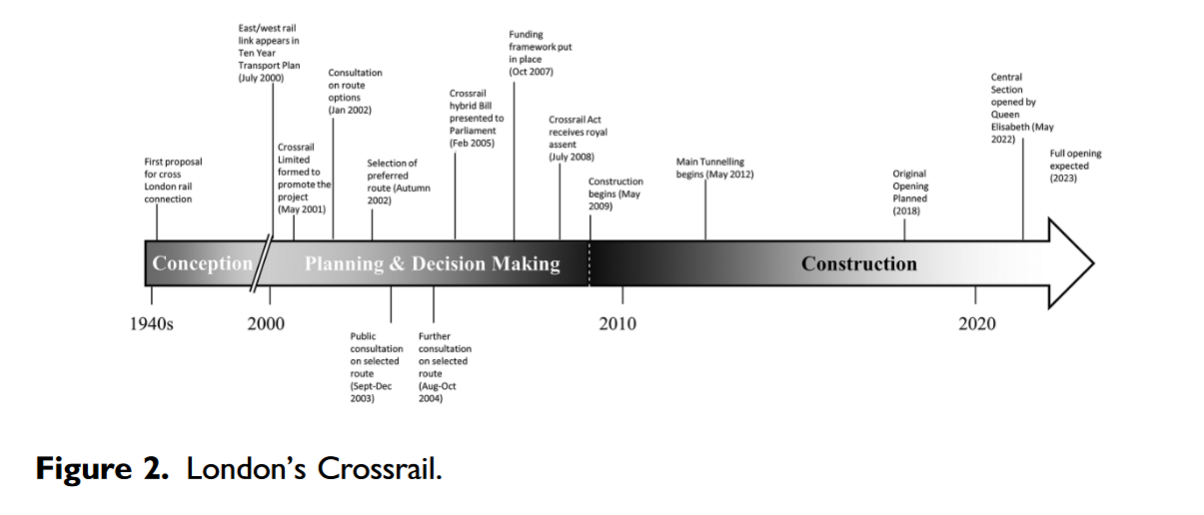 East/west rail
link appears in
Ten Year
Transport Plan
(July 2000)
Funding
framework put
in place
(Oct 2007)
Consultation
on route
options
(Jan 2002)
Central
Section
opened by
Queen
Elisabeth (May
2022)
Crossrail
hybrid Bill
presented to
Parliament
(Feb 2005)
Crossrail Act
receives royal
assent
(July 2008)
Crossrail
Limited
formed to
promote the
project
(May 2001)
Full opening
expected
(2023)
First proposal
for cross
London rail
connection
Selection of
preferred
route (Autumn
2002)
Main Tunnelling
begins (May 2012)
Original
Opening
Planned
(2018)
Construction
begins (May
2009)
Conception
Planning & Decision Making
Construction
1940s
2000
2010
2020
Public
consultation
on selected
route
(Sept-Dec
2003)
Further
consultation
on selected
route
(Aug-Oct
2004)
Figure 2. London's Crossrail.